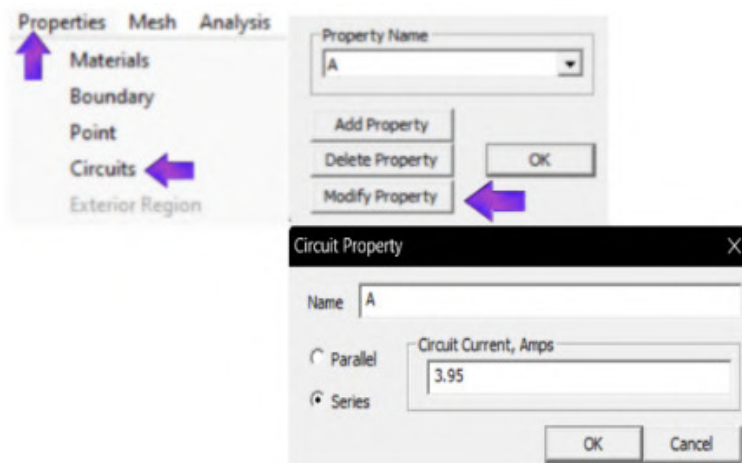 Properties Mesh Analysis
Materials
Boundary
Point
Circuits
Exterior Region
Property Name
A
Add Property
Delete Property OK
Modify Property
Circuit Property X
Name A
Parallel
Series
Circuit Current, Amps
3.95
OK Cancel